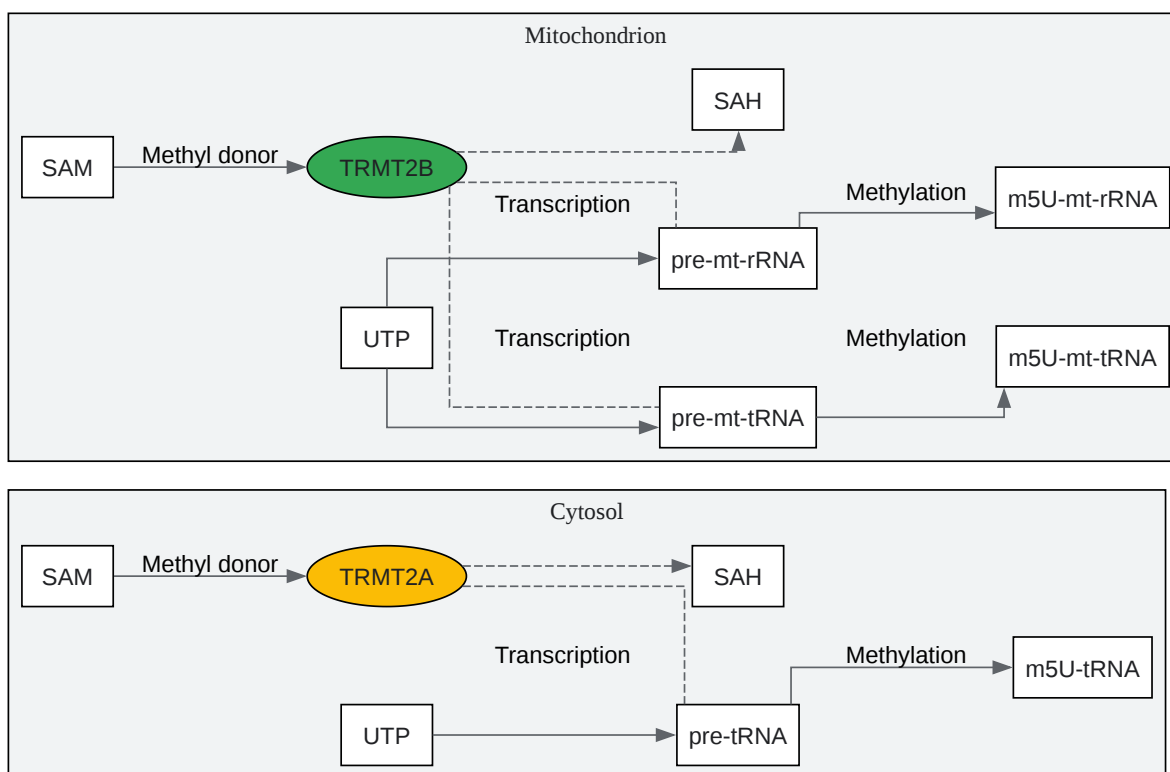 Mitochondrion
SAH
SAM
Methyl donor
TRMT2B
Transcription
Methylation
m5U-mt-rRNA
pre-mt-rRNA
UTP
Transcription
Methylation
m5U-mt-tRNA
pre-mt-tRNA
Cytosol
SAM
Methyl donor
TRMT2A
SAH
Transcription
Methylation
m5U-tRNA
UTP
pre-tRNA